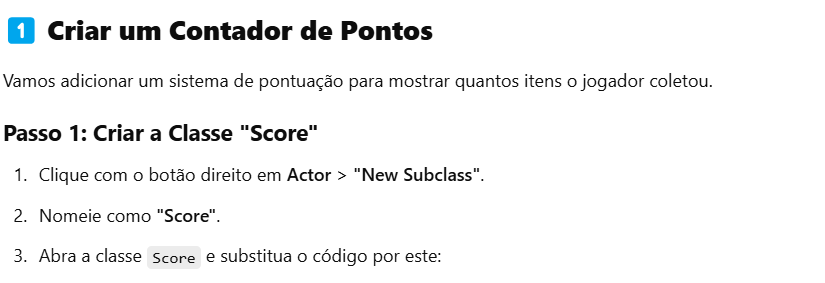 1 Criar um Contador de Pontos
Vamos adicionar um sistema de pontuação para mostrar quantos itens o jogador coletou.
Passo 1: Criar a Classe "Score"
1. Clique com o botão direito em Actor > "New Subclass".
2. Nomeie como "Score".
3. Abra a classe Score e substitua o código por este: